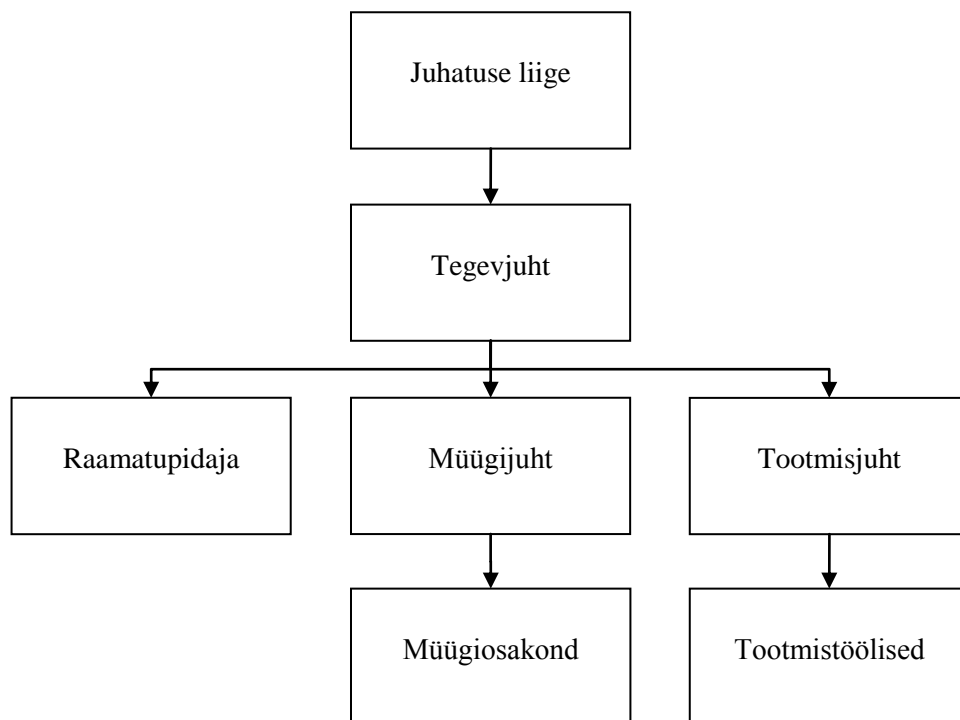 Juhatuse liige
Tegevjuht
Raamatupidaja
Müügijuht
Tootmisjuht
Müügiosakond
Tootmistöölised